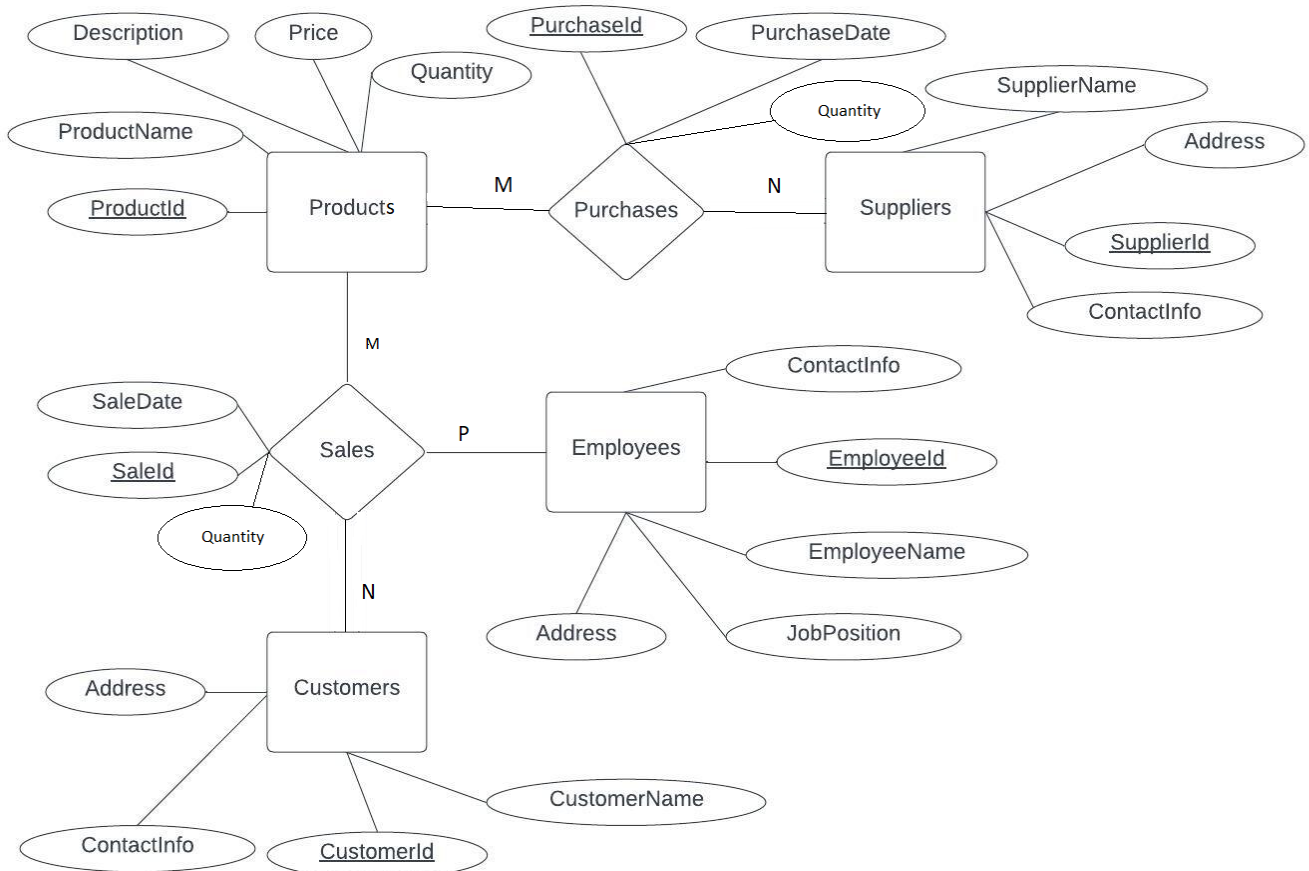 PurchaseId
Description
Price
PurchaseDate
Quantity
SupplierName
Quantity
ProductName
Address
ProductId
Products
M
Purchases
N
Suppliers
SupplierId
ContactInfo
M
ContactInfo
SaleDate
Sales
P
Employees
EmployeeId
SaleId
Quantity
EmployeeName
N
Address
JobPosition
Address
Customers
CustomerName
ContactInfo
CustomerId